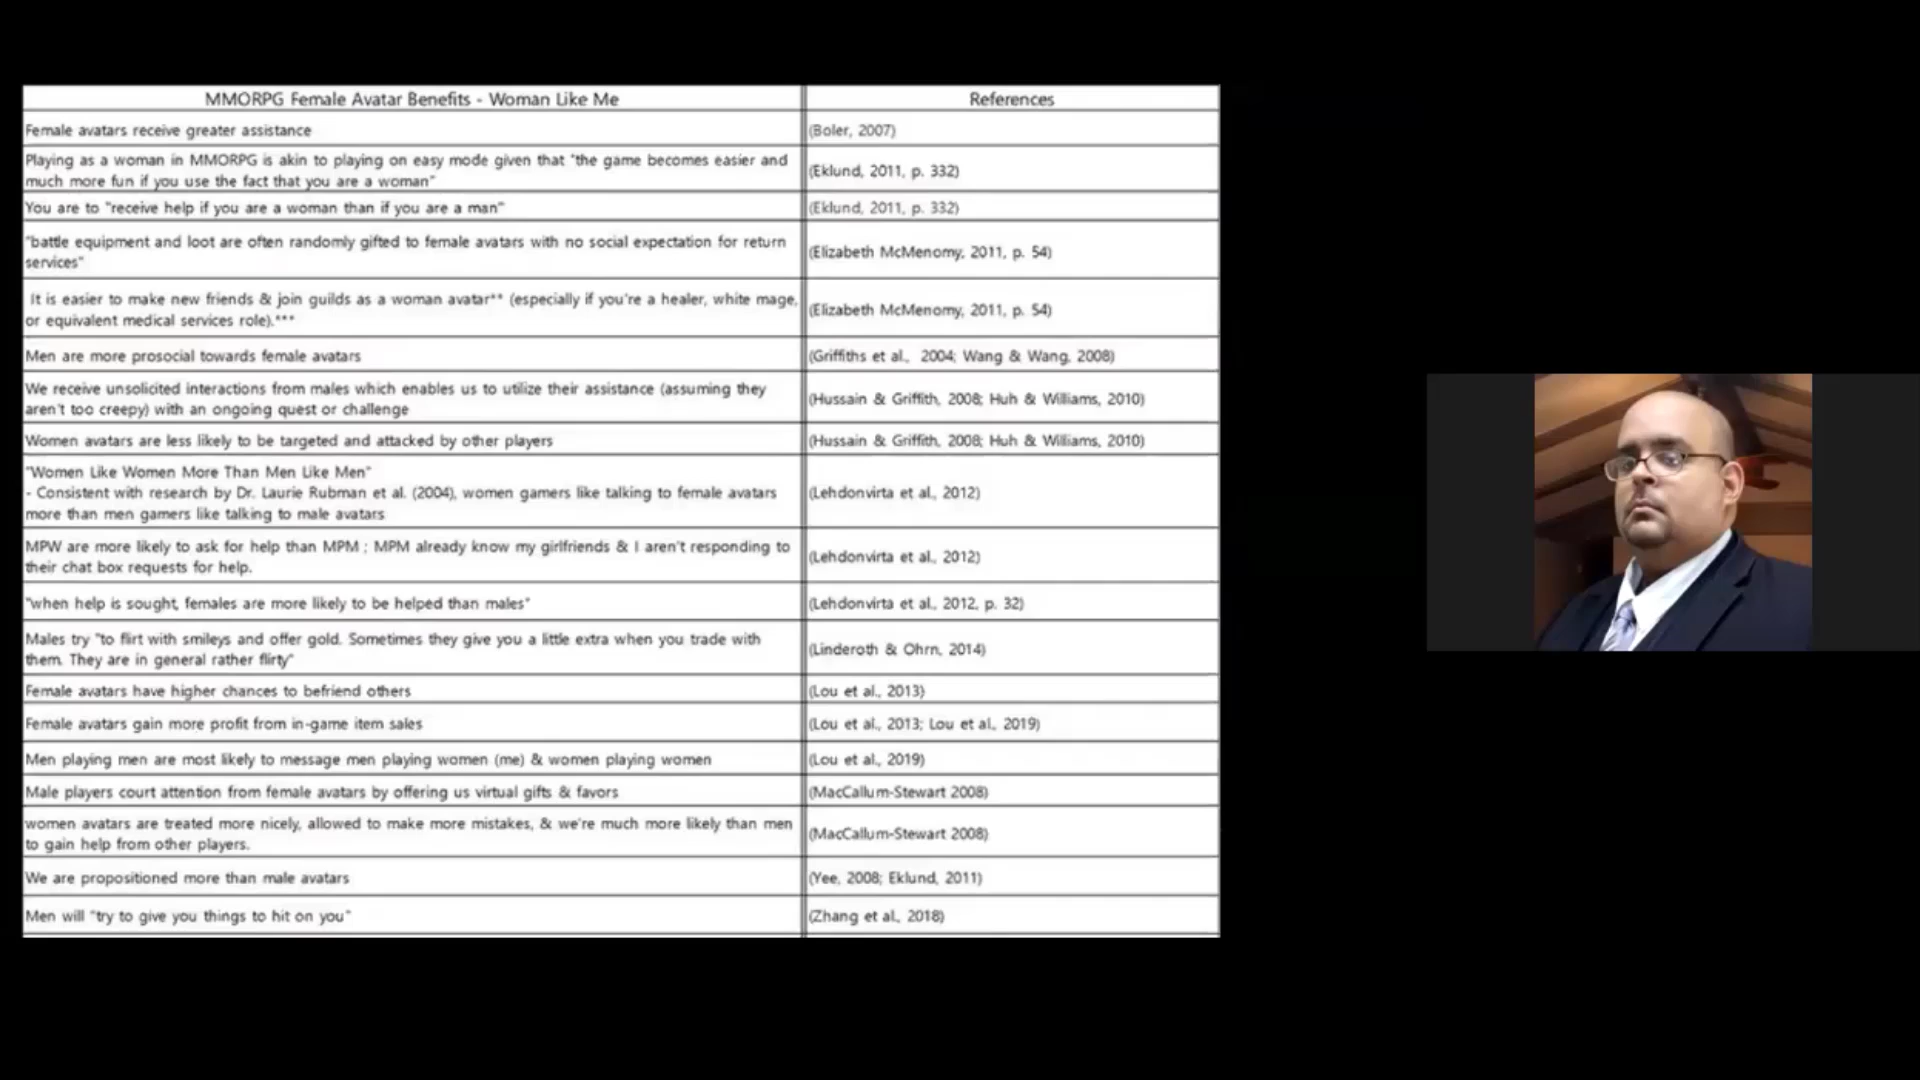 MMORPG Female Avatar Benefits - Woman Like Me
References
Female avatars receive greater assistance
(Boler, 2007)
Playing as a woman in MMORPG is akin to playing on easy mode given that "the game becomes easier and
much more fun if you use the fact that you are a woman"
(Eklund, 2011, p. 332)
You are to "receive help if you are a woman than if you are a man"
(Eklund, 2011, p. 332)
"battle equipment and loot are often randomly gifted to female avatars with no social expectation for return
services"
(Elizabeth McMenomy, 2011, p. 54)
It is easier to make new friends & join guilds as a woman avatar** (especially if you're a healer, white mage,
or equivalent medical services role).***
(Elizabeth McMenomy, 2011, p. 54)
Men are more prosocial towards female avatars
(Griffiths et al., 2004; Wang & Wang, 2008)
We receive unsolicited interactions from males which enables us to utilize their assistance (assuming they
aren't too creepy) with an ongoing quest or challenge
(Hussain & Griffith, 2008; Huh & Williams, 2010)
Women avatars are less likely to be targeted and attacked by other players
(Hussain & Griffith, 2008; Huh & Williams, 2010)
"Women Like Women More Than Men Like Men"
- Consistent with research by Dr. Laurie Rubman et al. (2004), women gamers like talking to female avatars
more than men gamers like talking to male avatars
(Lehdonvirta et al., 2012)
MPW are more likely to ask for help than MPM ; MPM already know my girlfriends & I aren't responding to
their chat box requests for help.
(Lehdonvirta et al., 2012)
"when help is sought, females are more likely to be helped than males"
(Lehdonvirta et al., 2012, p. 32)
Males try "to flirt with smileys and offer gold. Sometimes they give you a little extra when you trade with
them. They are in general rather flirty"
(Linderoth & Ohrn, 2014)
Female avatars have higher chances to befriend others
(Lou et al., 2013)
Female avatars gain more profit from in-game item sales
(Lou et al., 2013; Lou et al., 2019)
Men playing men are most likely to message men playing women (me) & women playing women
(Lou et al., 2019)
Male players court attention from female avatars by offering us virtual gifts & favors
(MacCallum-Stewart 2008)
women avatars are treated more nicely, allowed to make more mistakes, & we're much more likely than men
to gain help from other players.
(MacCallum-Stewart 2008)
We are propositioned more than male avatars
(Yee, 2008; Eklund, 2011)
Men will "try to give you things to hit on you"
(Zhang et al., 2018)